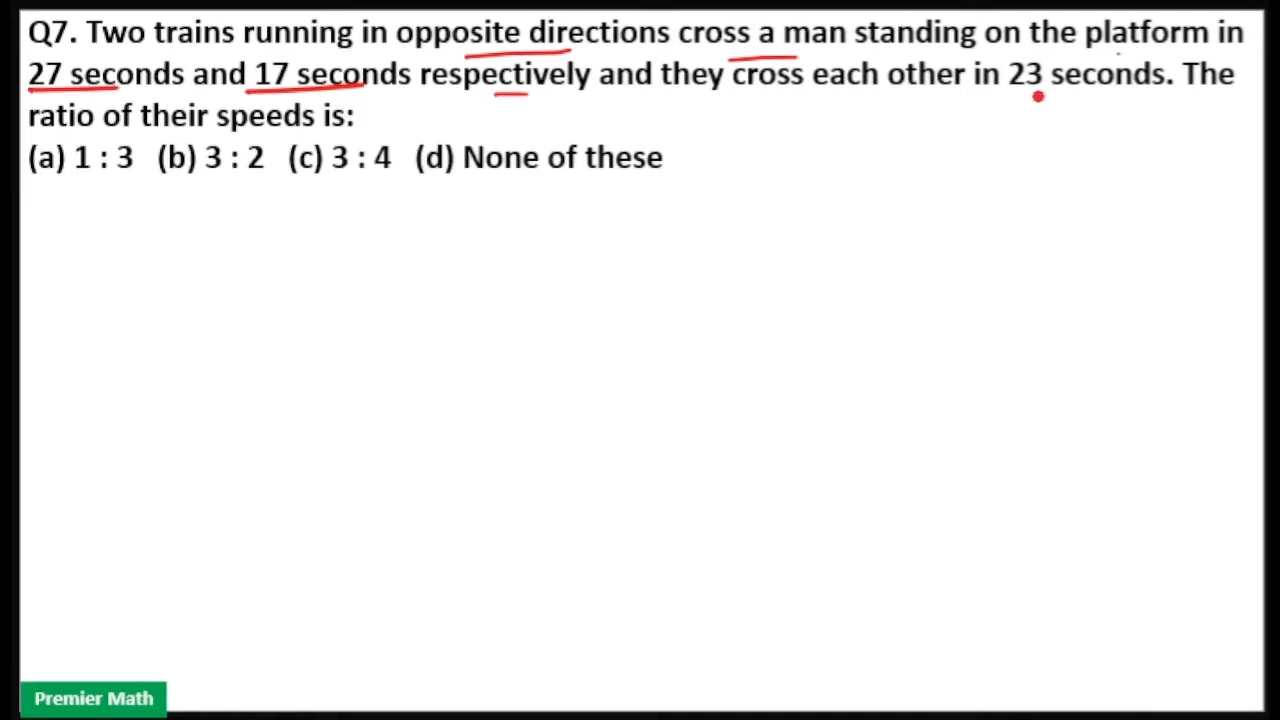 Q7. Two trains running in opposite directions cross a man standing on the platform in
27 seconds and 17 seconds respectively and they cross each other in 23 seconds. The
ratio of their speeds is:
(a) 1 : 3 (b) 3 : 2 (c) 3 : 4 (d) None of these
Premier Math